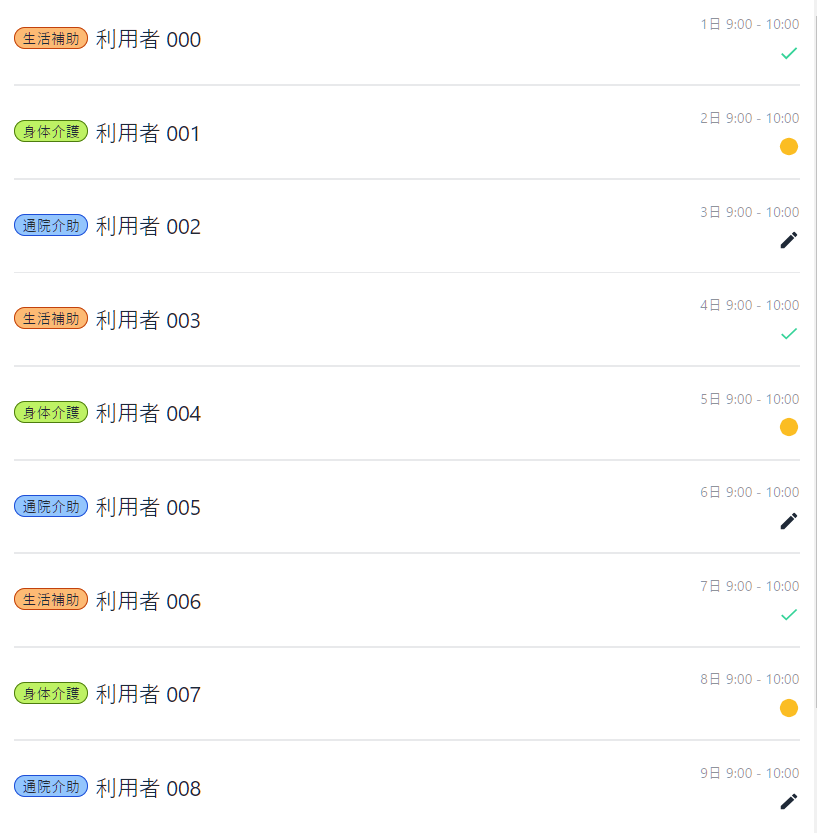 生活補助 利用者 000 1日 9:00 - 10:00
身体介護 利用者 001 2日 9:00 - 10:00
通院介助 利用者 002 3日 9:00 - 10:00
生活補助 利用者 003 4日 9:00 - 10:00
身体介護 利用者 004 5日 9:00 - 10:00
通院介助 利用者 005 6日 9:00 - 10:00
生活補助 利用者 006 7日 9:00 - 10:00
身体介護 利用者 007 8日 9:00 - 10:00
通院介助 利用者 008 9日 9:00 - 10:00